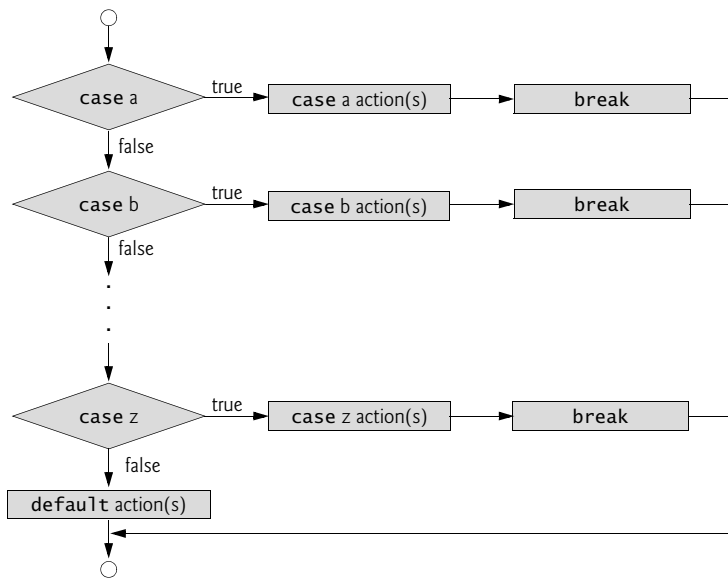 true
case a
case a action(s)
break
false
true
case b
case b action(s)
break
false
.
.
.
true
case z
case z action(s)
break
false
default action(s)